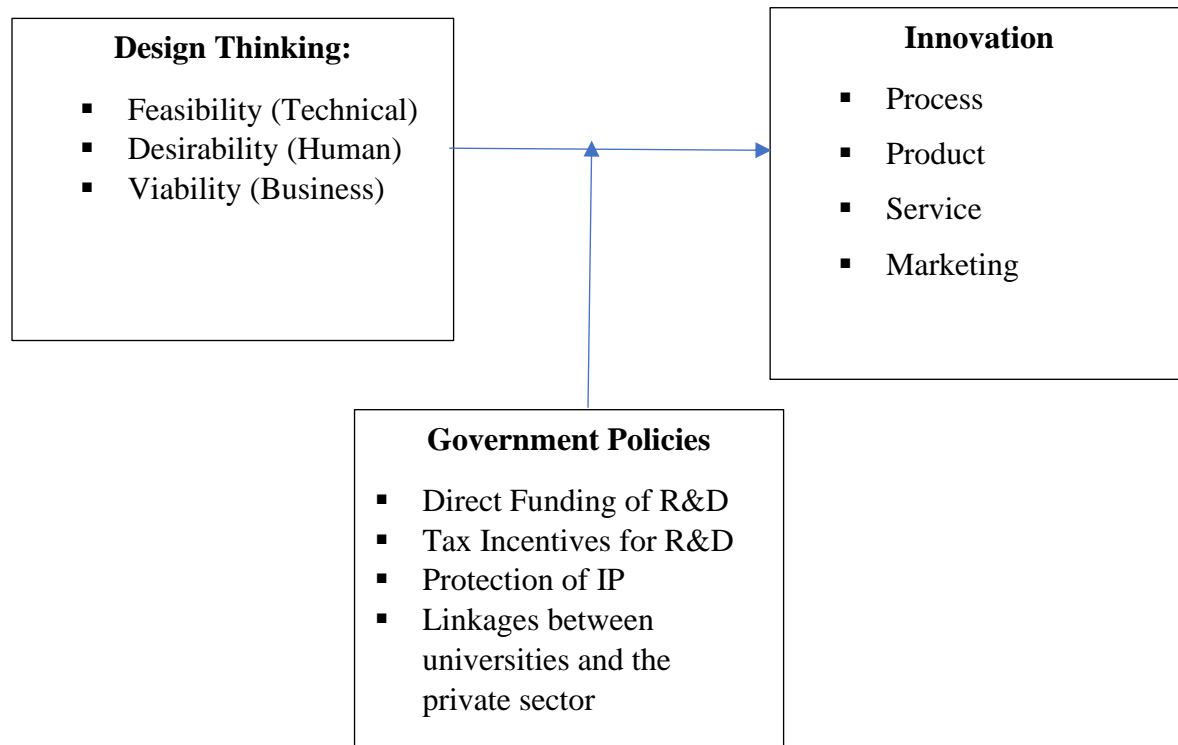 Design Thinking:
▪ Feasibility (Technical)
▪ Desirability (Human)
▪ Viability (Business)
Innovation
▪ Process
▪ Product
▪ Service
▪ Marketing
Government Policies
▪ Direct Funding of R&D
▪ Tax Incentives for R&D
▪ Protection of IP
▪ Linkages between
universities and the
private sector